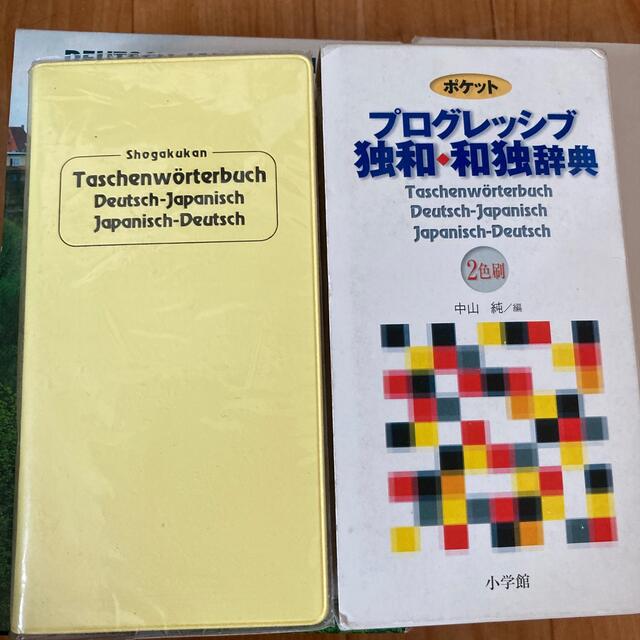 DEUTSCH
Shogakukan
Taschenwörterbuch
Deutsch-Japanisch
Japanisch-Deutsch
ポケット
プログレッシブ
独和◆和独辞典
Taschenwörterbuch
Deutsch-Japanisch
Japanisch-Deutsch
2色刷
中山 純/編
小学館